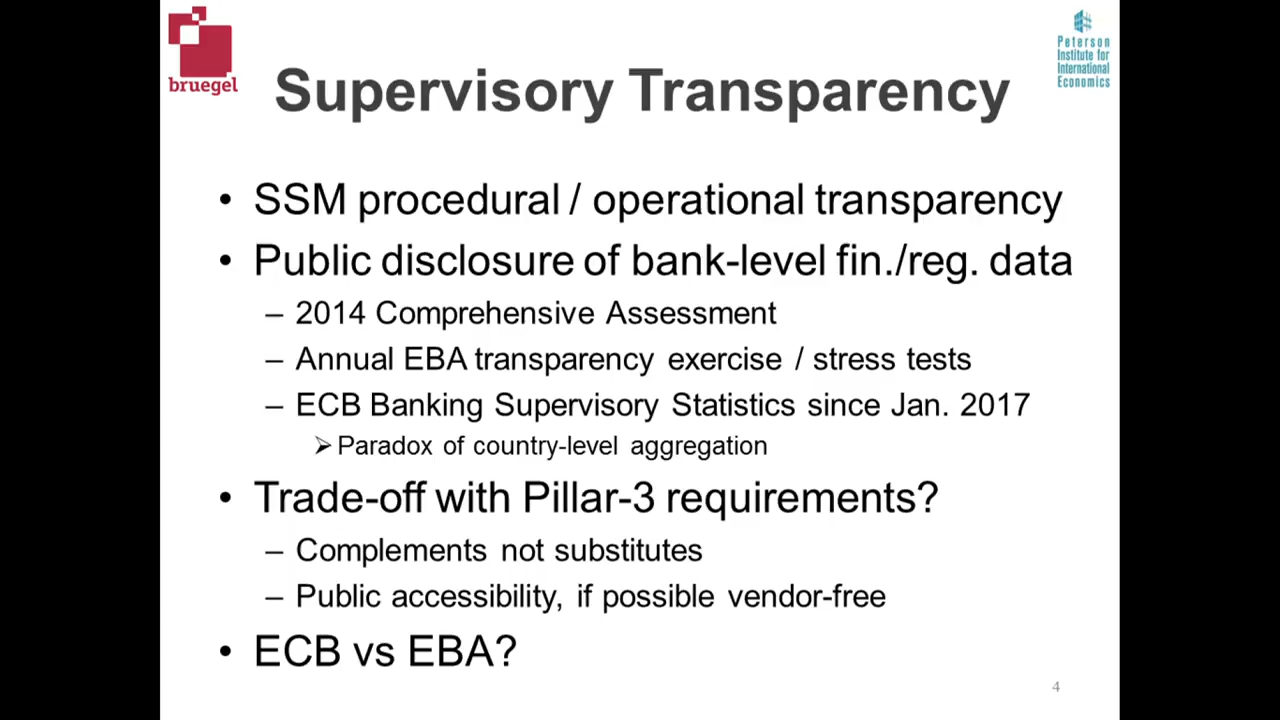 bruegel
Peterson
Institute for
International
Economics
Supervisory Transparency
• SSM procedural / operational transparency
• Public disclosure of bank-level fin./reg. data
– 2014 Comprehensive Assessment
– Annual EBA transparency exercise / stress tests
– ECB Banking Supervisory Statistics since Jan. 2017
➢ Paradox of country-level aggregation
• Trade-off with Pillar-3 requirements?
– Complements not substitutes
– Public accessibility, if possible vendor-free
• ECB vs EBA?
4